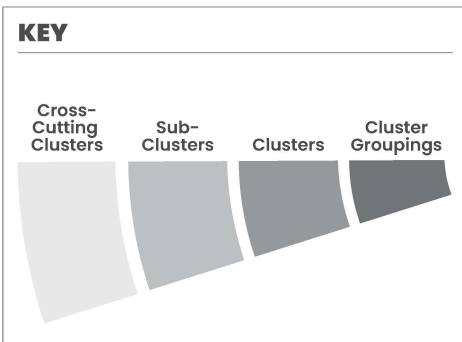 KEY
Cross-
Cutting
Clusters
Sub-
Clusters
Clusters
Cluster
Groupings